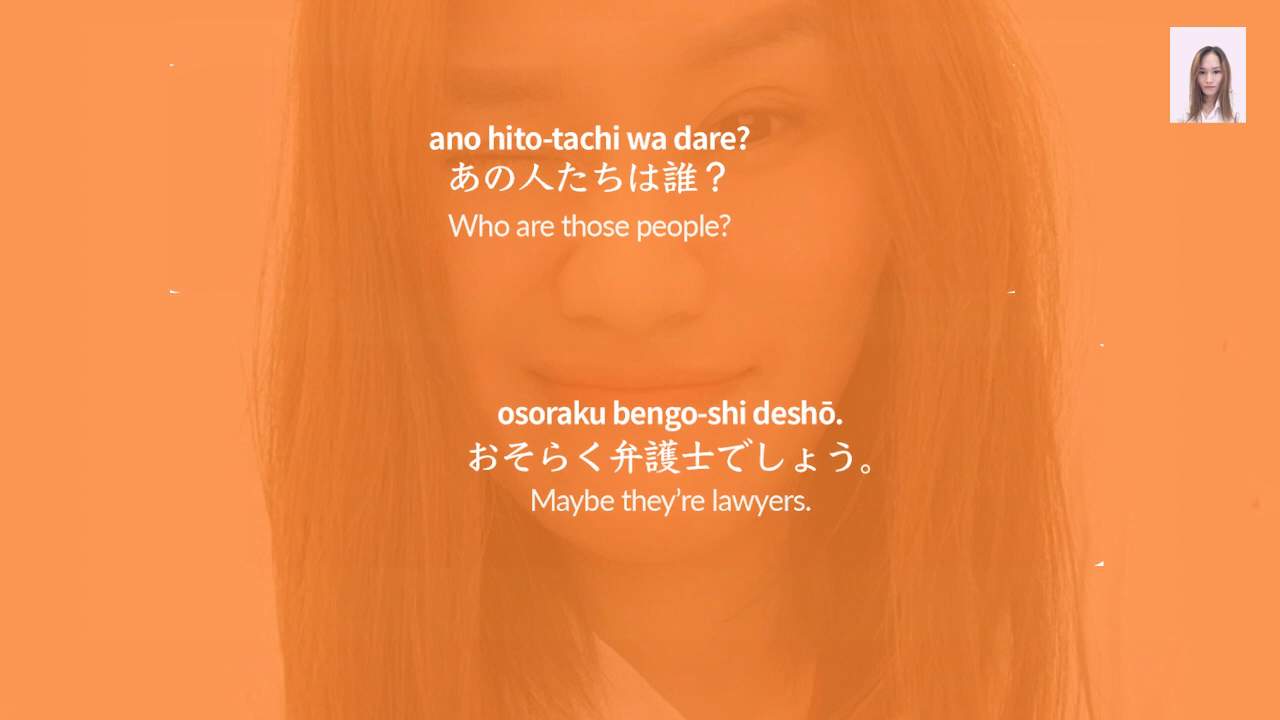 ano hito-tachi wa dare?
あの人たちは誰？
Who are those people?
osoraku bengo-shi deshō.
おそらく弁護士でしょう。
Maybe they’re lawyers.